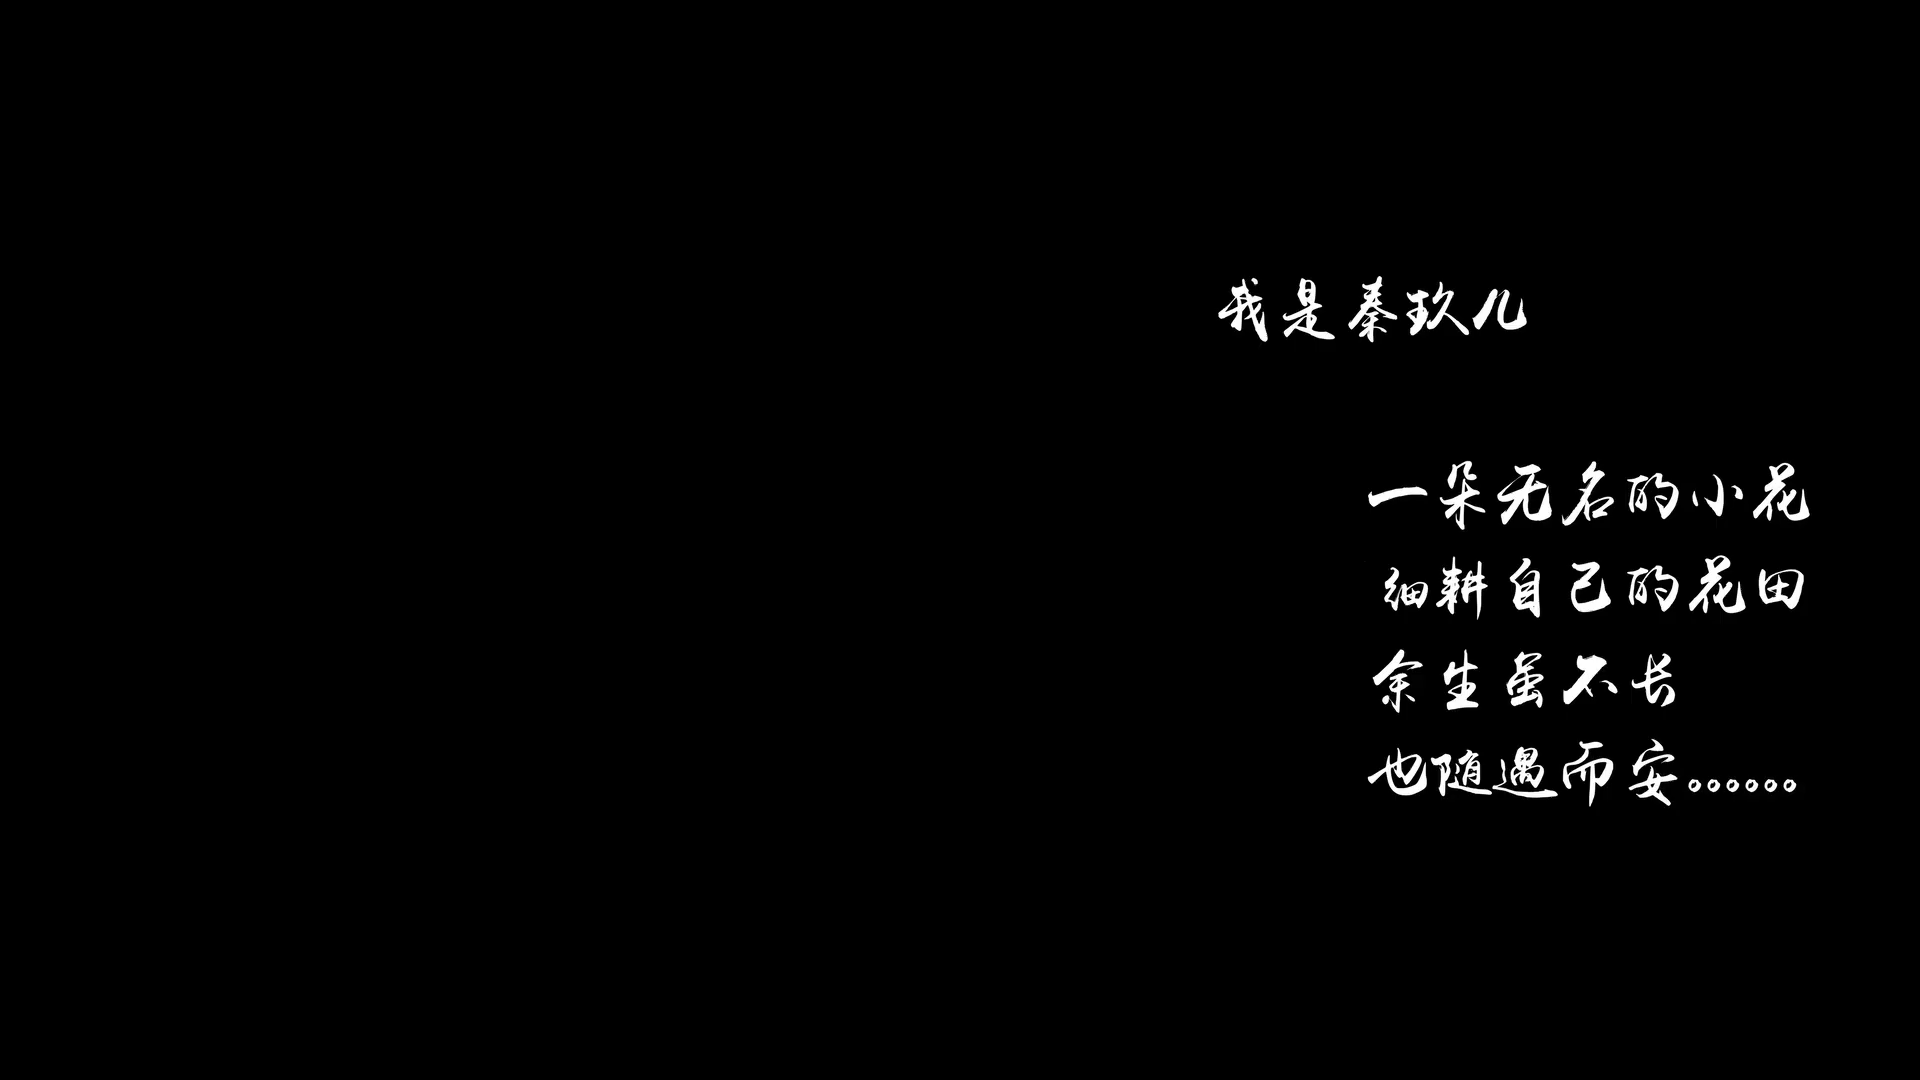 我是秦玖儿
一朵无名的小花
细耕自己的花田
余生虽不长
也随遇而安。。。。。。